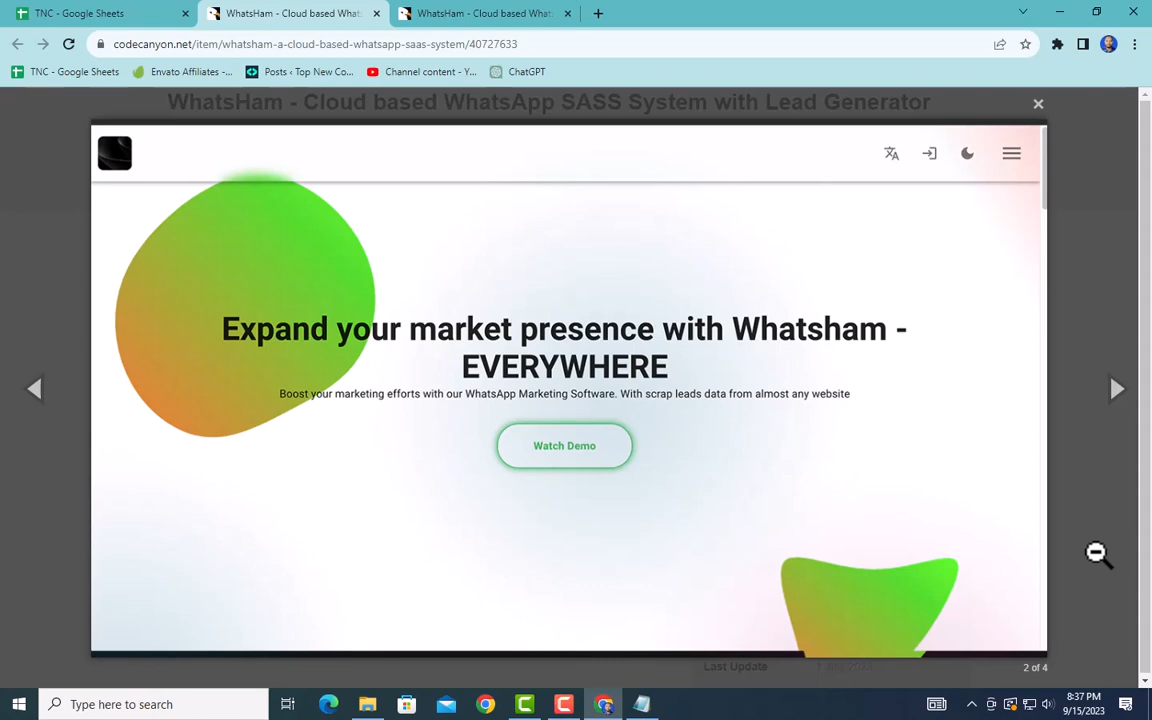 TNC - Google Sheets
WhatsHam - Cloud based What
WhatsHam - Cloud based What
codecanyon.net/item/whatsham-a-cloud-based-whatsapp-saas-system/40727633
TNC - Google Sheets
Envato Affiliates -...
Posts ‹ Top New Co...
Channel content - Y...
ChatGPT
WhatsHam - Cloud based WhatsApp SASS System with Lead Generator
Expand your market presence with Whatsham -
EVERYWHERE
Boost your marketing efforts with our WhatsApp Marketing Software. With scrap leads data from almost any website
Watch Demo
Last Update
2 of 4
Type here to search
8:37 PM
9/15/2023